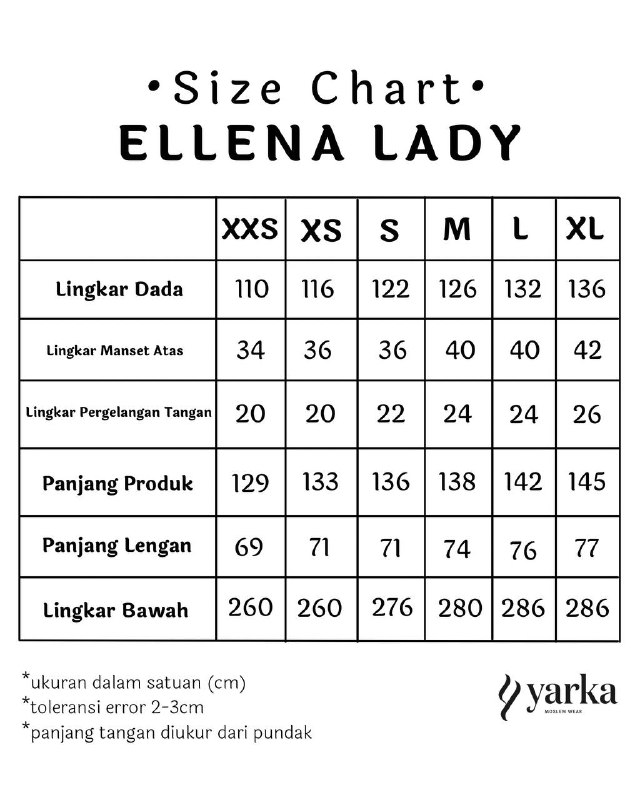 •Size Chart•
ELLENA LADY
XXS XS S M L XL
Lingkar Dada 110 116 122 126 132 136
Lingkar Manset Atas 34 36 36 40 40 42
Lingkar Pergelangan Tangan 20 20 22 24 24 26
Panjang Produk 129 133 136 138 142 145
Panjang Lengan 69 71 71 74 76 77
Lingkar Bawah 260 260 276 280 286 286
*ukuran dalam satuan (cm)
*toleransi error 2-3cm
*panjang tangan diukur dari pundak
yarka
MOSLEM WEAR